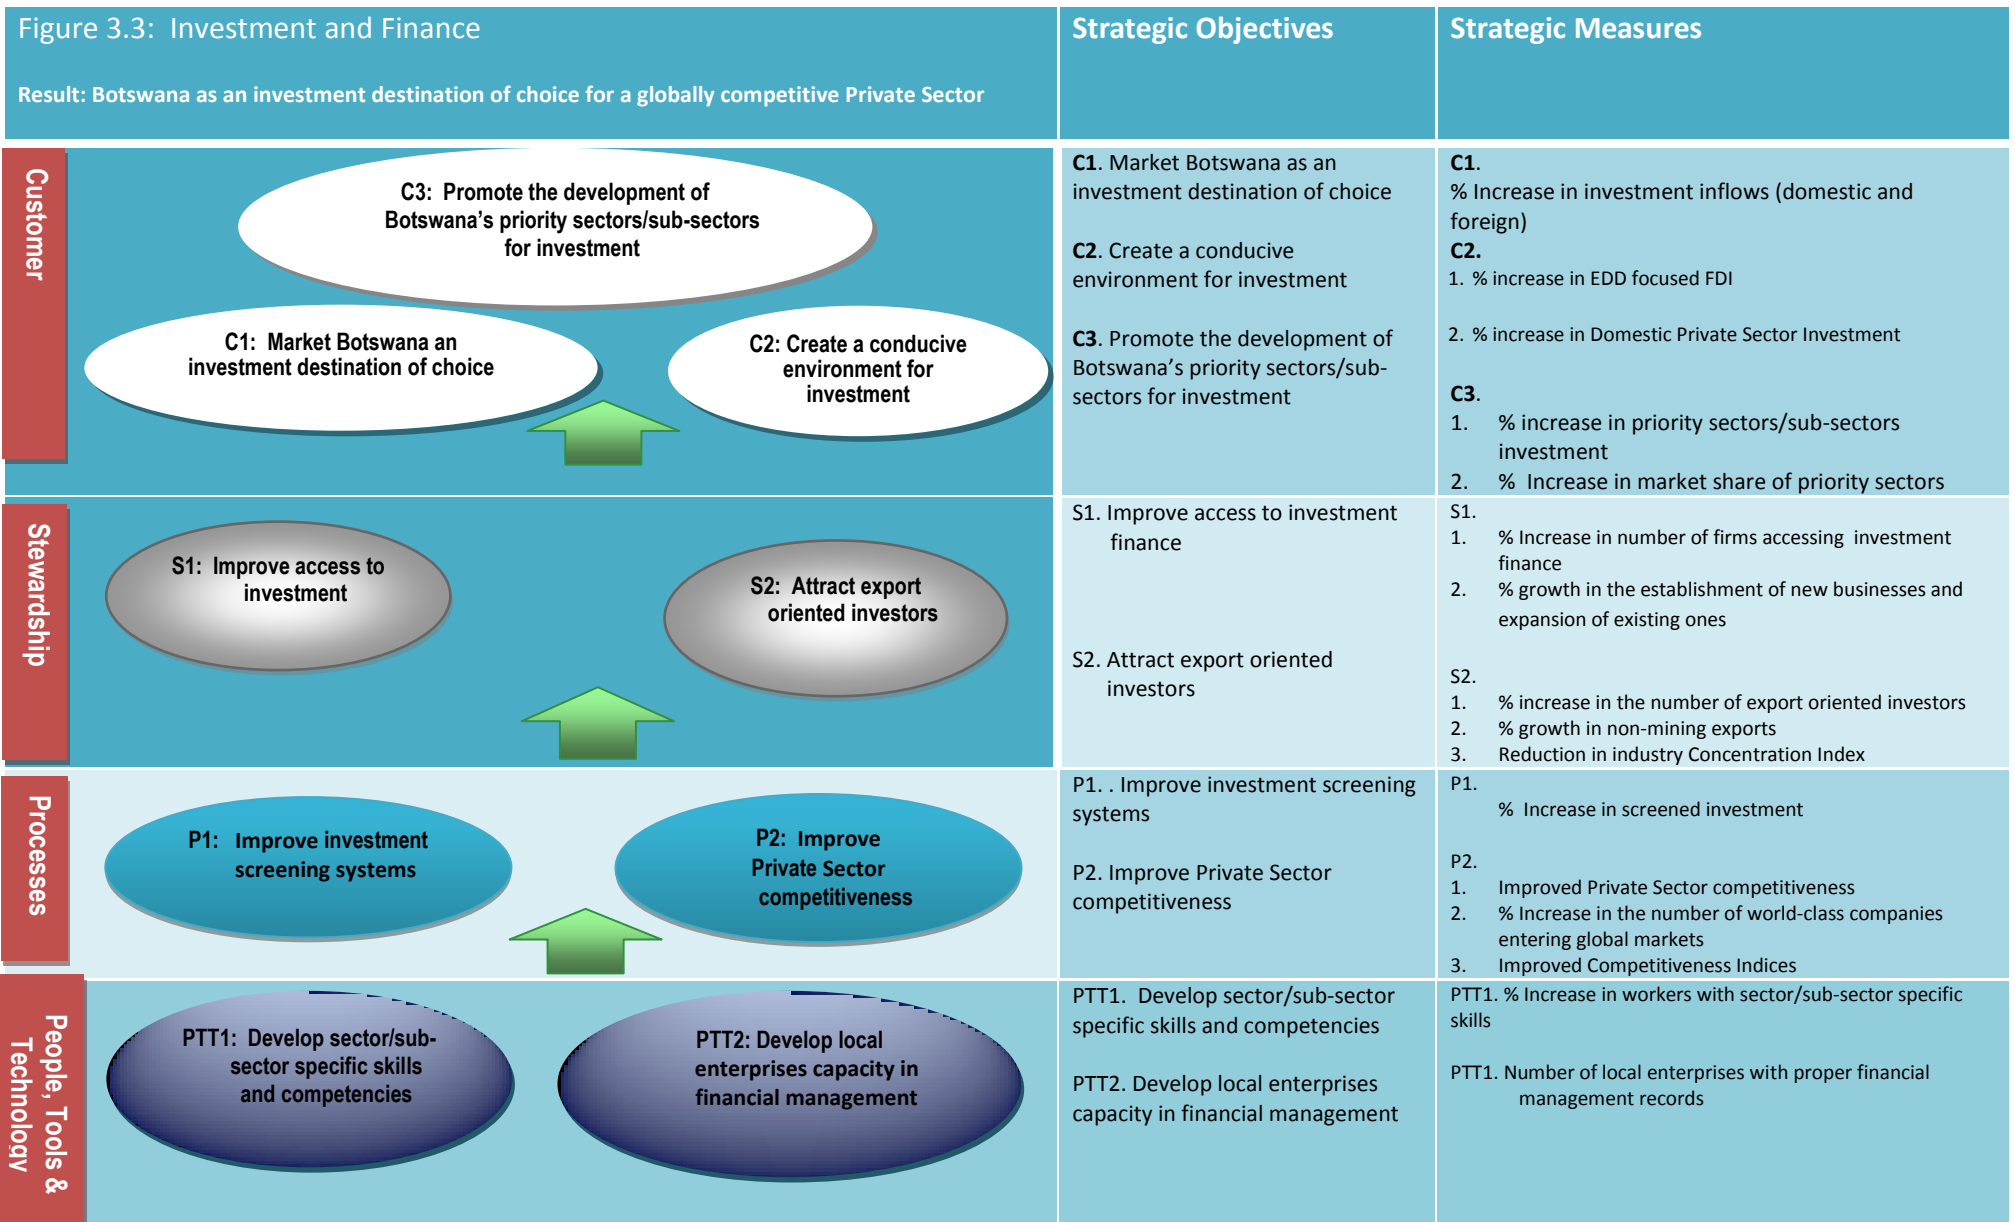 Figure 3.3:  Investment and Finance
Result: Botswana as an investment destination of choice for a globally competitive Private Sector
Strategic Objectives
Strategic Measures
Customer
C3:  Promote the development of
Botswana’s priority sectors/sub-sectors
for investment
C1:  Market Botswana an
investment destination of choice
C2: Create a conducive
environment for
investment
C1. Market Botswana as an
investment destination of choice
C2. Create a conducive
environment for investment
C3. Promote the development of
Botswana’s priority sectors/sub-
sectors for investment
C1.
% Increase in investment inflows (domestic and
foreign)
C2.
1. % increase in EDD focused FDI
2. % increase in Domestic Private Sector Investment
C3.
1. % increase in priority sectors/sub-sectors
investment
2. %  Increase in market share of priority sectors
Stewardship
S1:  Improve access to
investment
S2:  Attract export
oriented investors
S1. Improve access to investment
finance
S2. Attract export oriented
investors
S1.
1. % Increase in number of firms accessing  investment
finance
2. % growth in the establishment of new businesses and
expansion of existing ones
S2.
1. % increase in the number of export oriented investors
2. % growth in non-mining exports
3. Reduction in industry Concentration Index
Processes
P1:   Improve investment
screening systems
P2:  Improve
Private Sector
competitiveness
P1. . Improve investment screening
systems
P2. Improve Private Sector
competitiveness
P1.
%  Increase in screened investment
P2.
1. Improved Private Sector competitiveness
2. % Increase in the number of world-class companies
entering global markets
3. Improved Competitiveness Indices
People, Tools &
Technology
PTT1:  Develop sector/sub-
sector specific skills
and competencies
PTT2: Develop local
enterprises capacity in
financial management
PTT1.  Develop sector/sub-sector
specific skills and competencies
PTT2. Develop local enterprises
capacity in financial management
PTT1. % Increase in workers with sector/sub-sector specific
skills
PTT1. Number of local enterprises with proper financial
management records